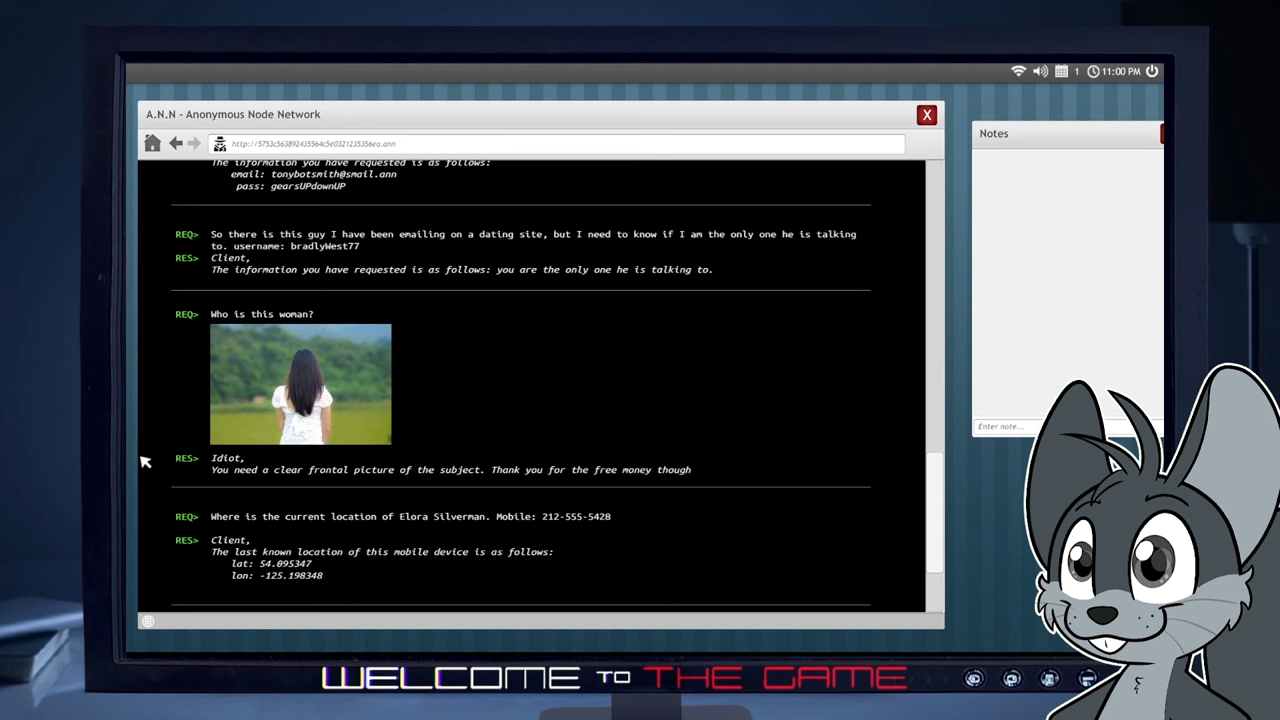 1 11:00 PM
A.N.N - Anonymous Node Network
X
Notes
http://5753c563892435564c5e0321235356ea.ann
The information you have requested is as follows:
email: tonybotsmith@smail.ann
pass: gearsUPdownUP
REQ> So there is this guy I have been emailing on a dating site, but I need to know if I am the only one he is talking
to. username: bradlyWest77
RES> Client,
The information you have requested is as follows: you are the only one he is talking to.
REQ> Who is this woman?
Enter note...
RES> Idiot,
You need a clear frontal picture of the subject. Thank you for the free money though
REQ> Where is the current location of Elora Silverman. Mobile: 212-555-5428
RES> Client,
The last known location of this mobile device is as follows:
lat: 54.095347
lon: -125.198348
WELCOME TO THE GAME